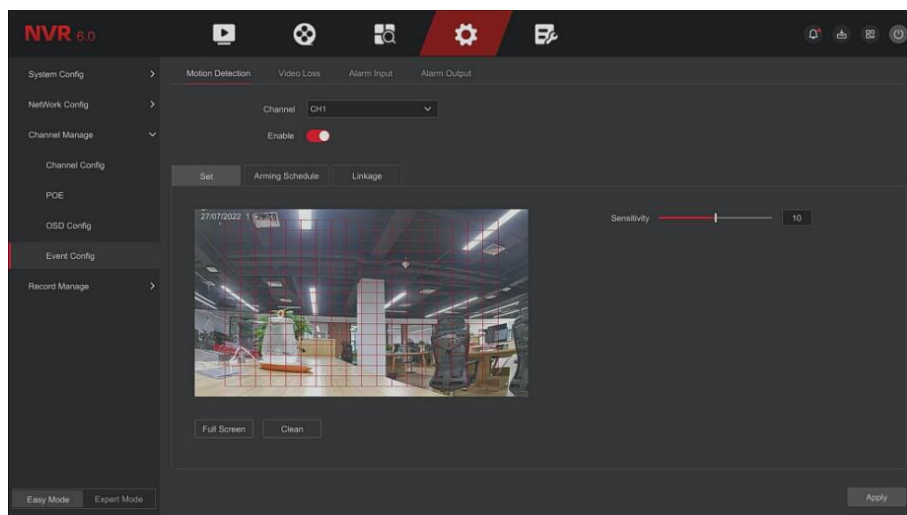 NVR 6.0
System Config
NetWork Config
Channel Manage
Channel Config
POE
OSD Config
Event Config
Record Manage
Easy Mode Expert Mode
Motion Detection Video Loss Alarm Input Alarm Output
Channel CH1
Enable
Set Arming Schedule Linkage
27/07/2022 1
Sensitivity 10
Full Screen Clean
Apply